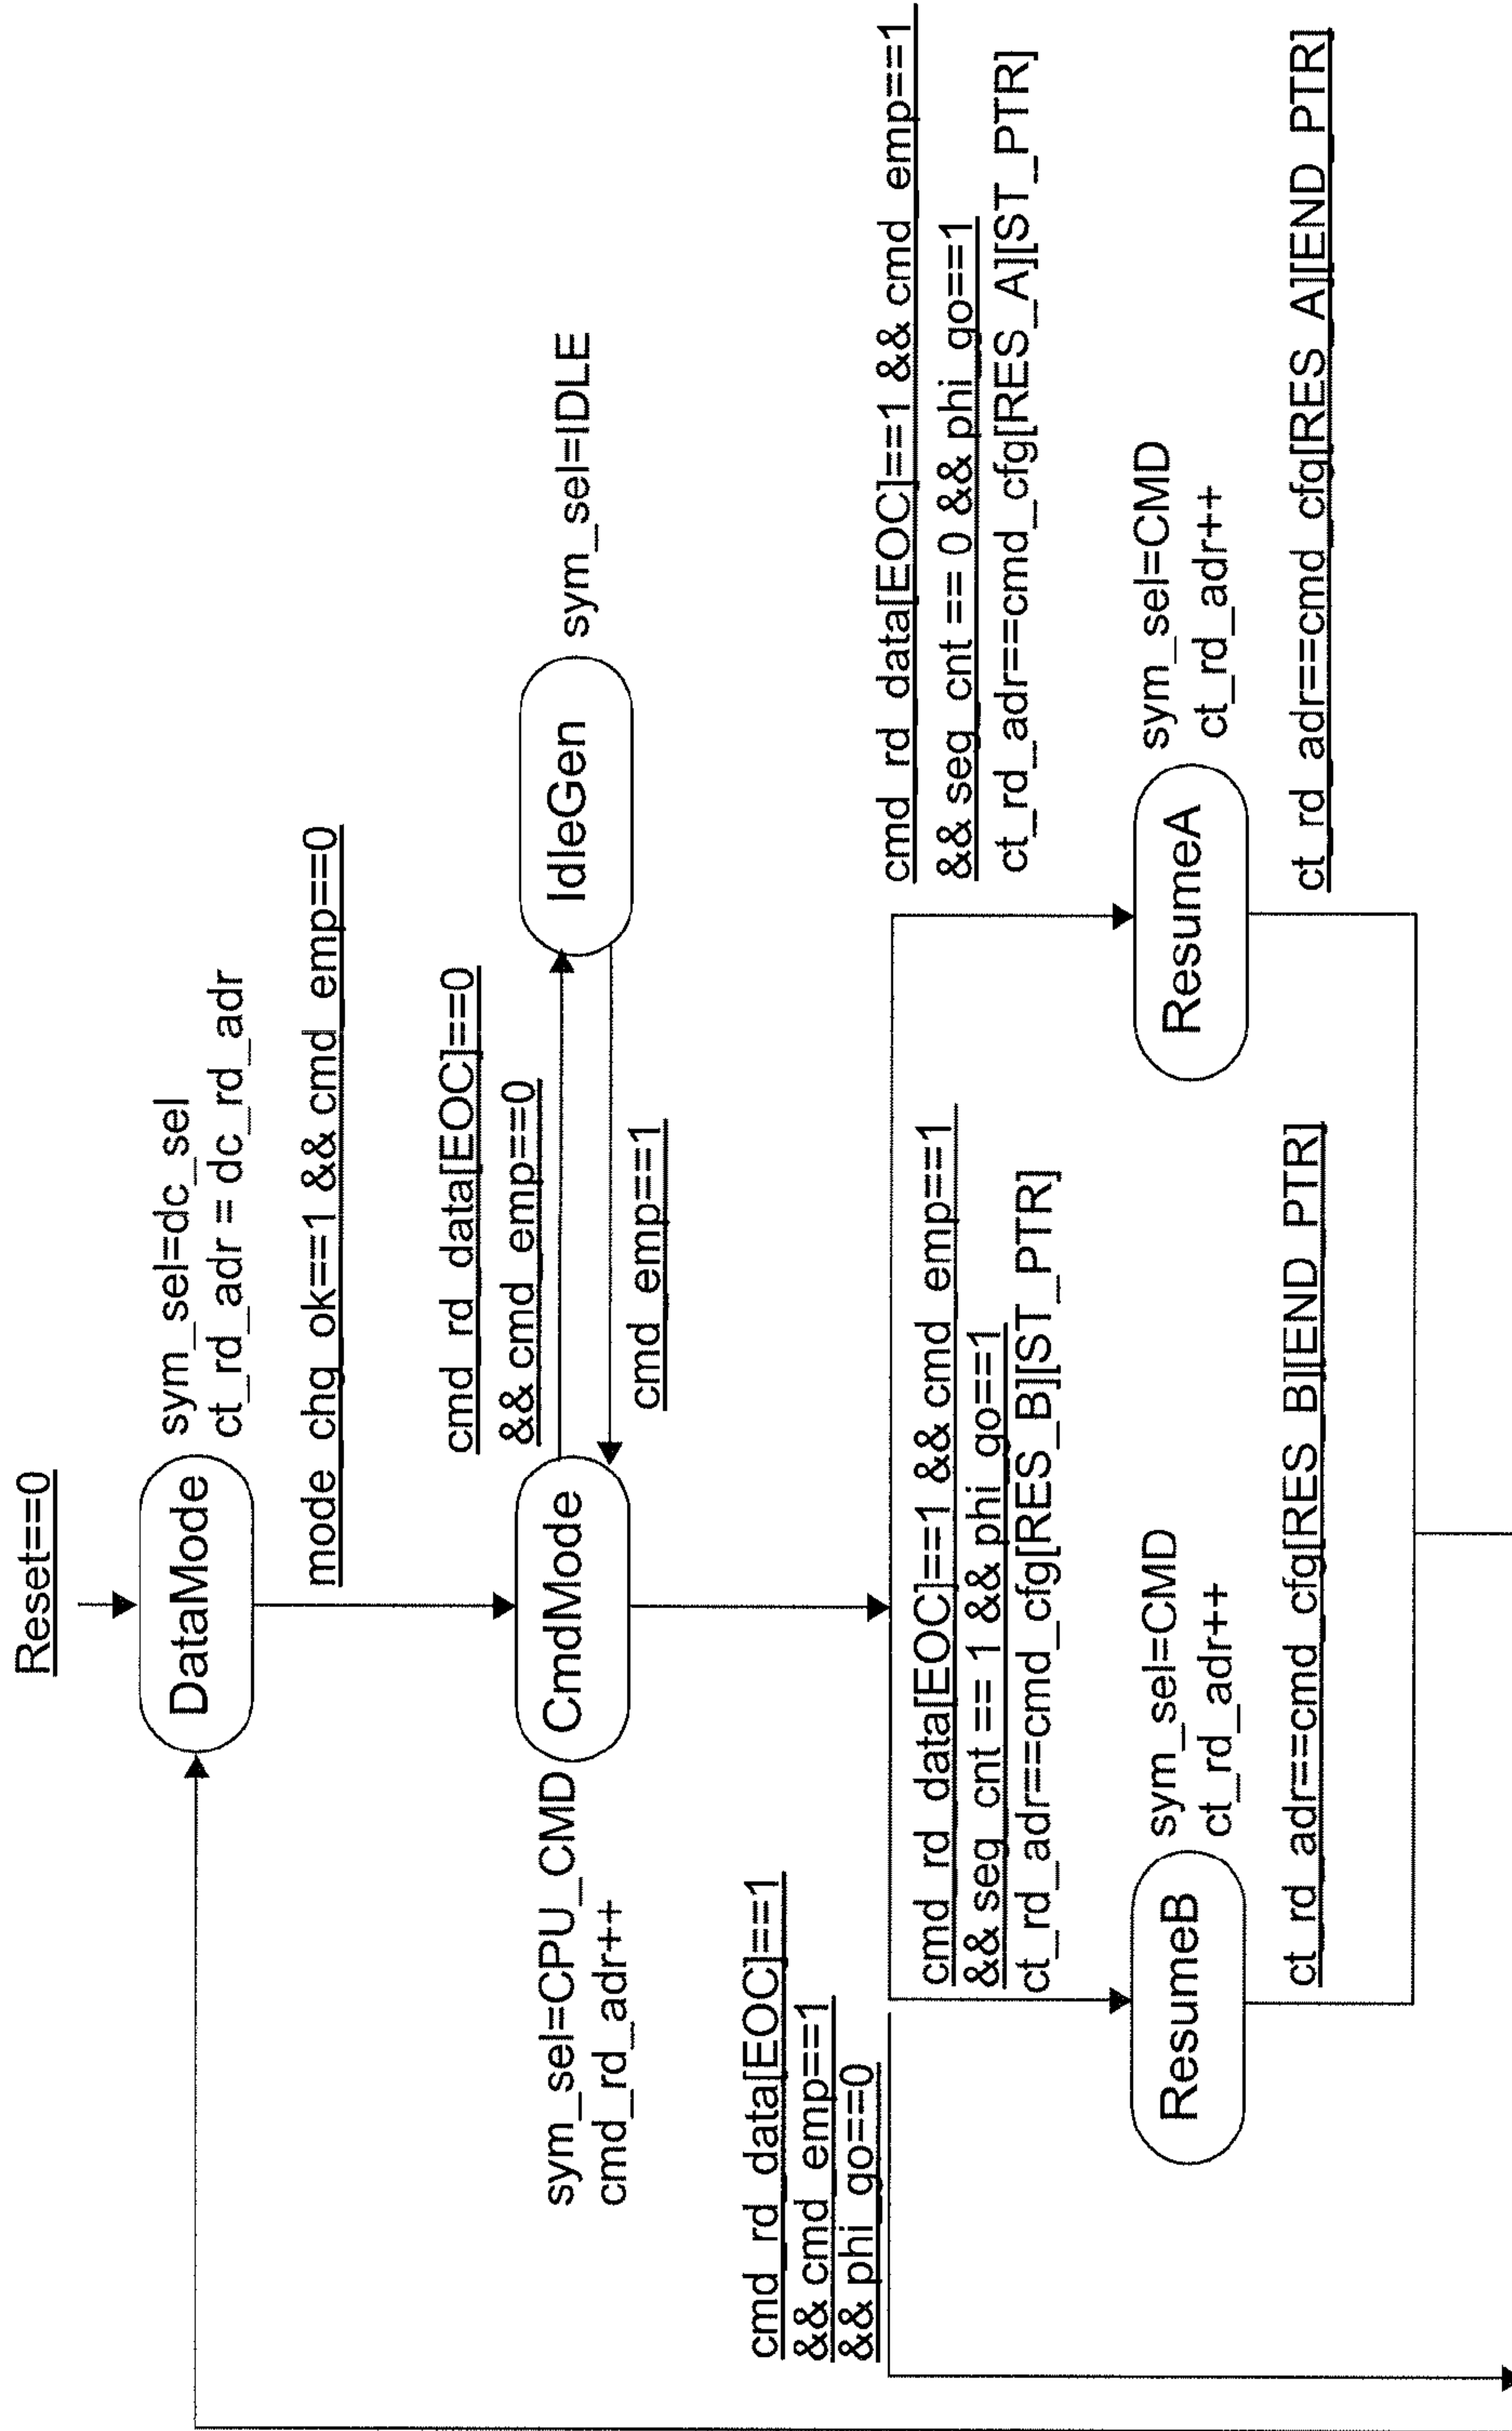 Reset==0
DataMode
sym_sel=dc_sel
ct_rd_adr = dc_rd_adr
mode_chg_ok==1 && cmd_emp==0
cmd_rd_data[EOC]==0
&& cmd_emp==0
sym_sel=CPU_CMD
cmd_rd_adr++
CmdMode
IdleGen
sym_sel=IDLE
cmd_emp==1
cmd_rd_data[EOC]==1
&& cmd_emp==1
&& phi_go==0
cmd_rd_data[EOC]==1 && cmd_emp==1
&& seq_cnt == 1 && phi_go==1
ct_rd_adr==cmd_cfg[RES_B][ST_PTR]
cmd_rd_data[EOC]==1 && cmd_emp==1
&& seq_cnt == 0 && phi_go==1
ct_rd_adr==cmd_cfg[RES_A][ST_PTR]
ResumeB
sym_sel=CMD
ct_rd_adr++
ResumeA
sym_sel=CMD
ct_rd_adr++
ct_rd_adr==cmd_cfg[RES_B][END_PTR]
ct_rd_adr==cmd_cfg[RES_A][END_PTR]